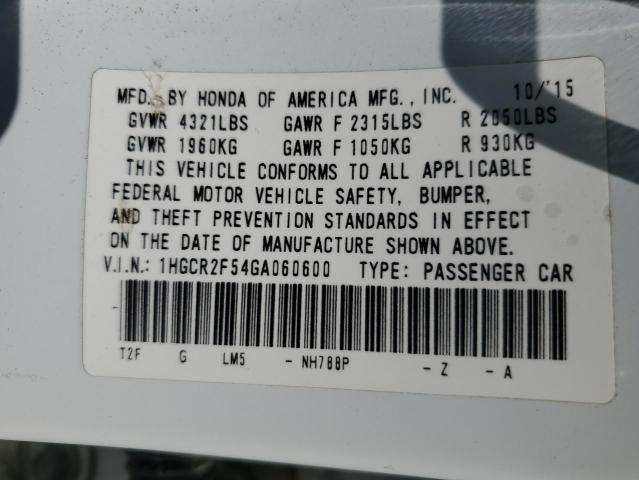 MFD. BY HONDA OF AMERICA MFG., INC. 10/'15
GVWR 4321LBS GAWR F 2315LBS R 2050LBS
GVWR 1960KG GAWR F 1050KG R 930KG
THIS VEHICLE CONFORMS TO ALL APPLICABLE
FEDERAL MOTOR VEHICLE SAFETY, BUMPER,
AND THEFT PREVENTION STANDARDS IN EFFECT
ON THE DATE OF MANUFACTURE SHOWN ABOVE.
V.I.N.: 1HGCR2F54GA060600 TYPE: PASSENGER CAR
T2F G LM5 - NH788P - Z - A